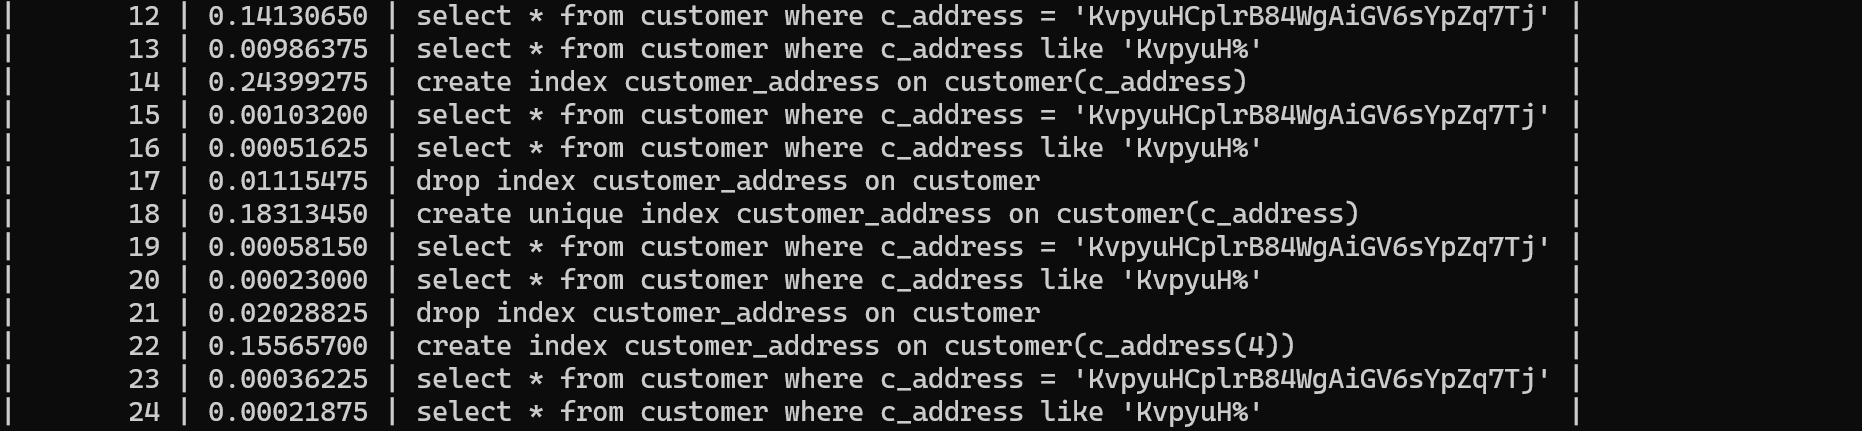 | 12 | 0.14130650 | select * from customer where c_address = 'KvpyuHCplrB84WgAiGV6sYpZq7Tj' |
| 13 | 0.00986375 | select * from customer where c_address like 'KvpyuH%' |
| 14 | 0.24399275 | create index customer_address on customer(c_address) |
| 15 | 0.00103200 | select * from customer where c_address = 'KvpyuHCplrB84WgAiGV6sYpZq7Tj' |
| 16 | 0.00051625 | select * from customer where c_address like 'KvpyuH%' |
| 17 | 0.01115475 | drop index customer_address on customer |
| 18 | 0.18313450 | create unique index customer_address on customer(c_address) |
| 19 | 0.00058150 | select * from customer where c_address = 'KvpyuHCplrB84WgAiGV6sYpZq7Tj' |
| 20 | 0.00023000 | select * from customer where c_address like 'KvpyuH%' |
| 21 | 0.02028825 | drop index customer_address on customer |
| 22 | 0.15565700 | create index customer_address on customer(c_address(4)) |
| 23 | 0.00036225 | select * from customer where c_address = 'KvpyuHCplrB84WgAiGV6sYpZq7Tj' |
| 24 | 0.00021875 | select * from customer where c_address like 'KvpyuH%' |